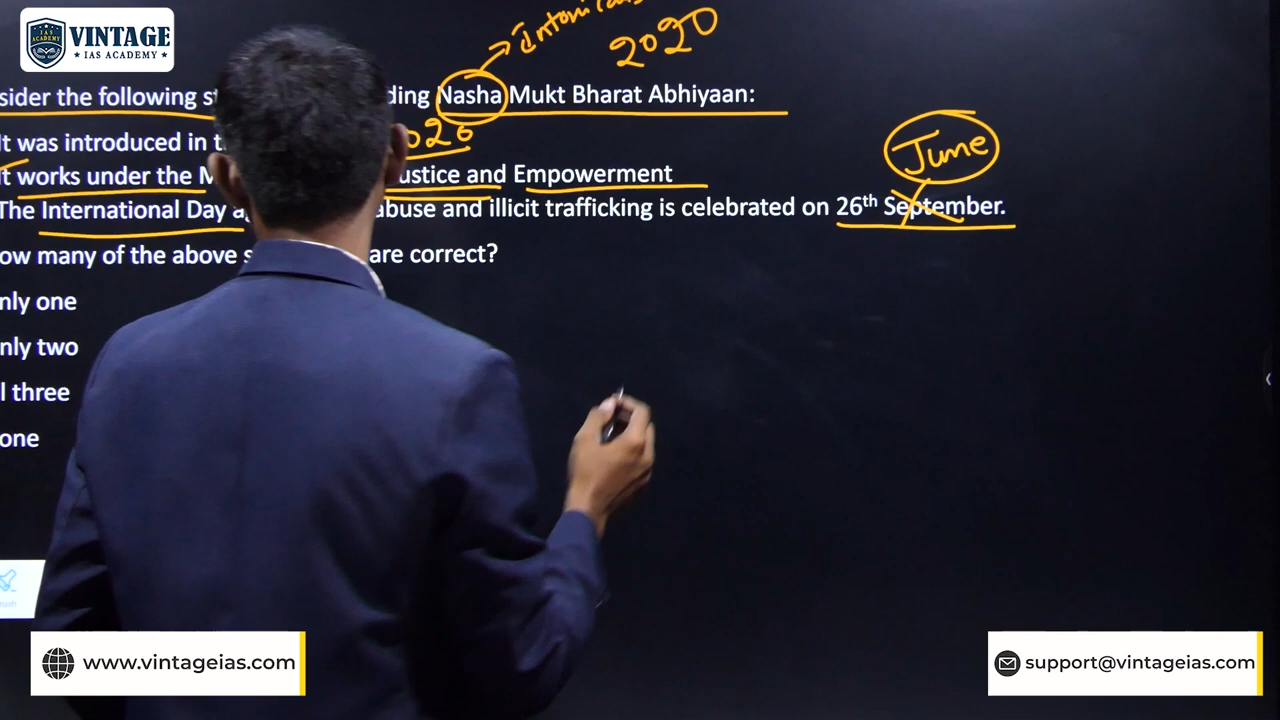 IAS
ACADEMY
VINTAGE
IAS ACADEMY
2020
sider the following s ding Nasha Mukt Bharat Abhiyaan:
It was introduced in t
June
It works under the M ustice and Empowerment
The International Day a abuse and illicit trafficking is celebrated on 26th September.
ow many of the above s are correct?
nly one
nly two
l three
one
www.vintageias.com
support@vintageias.com